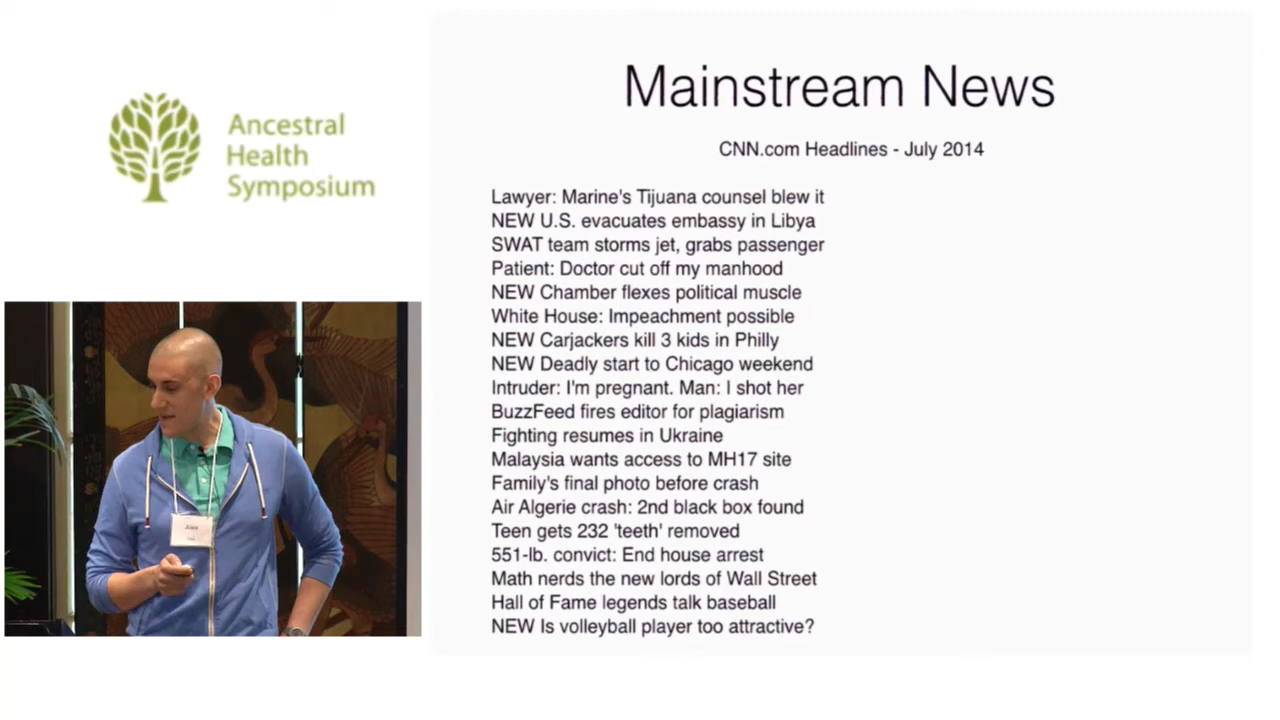 Ancestral
Health
Symposium
Mainstream News
CNN.com Headlines - July 2014
Lawyer: Marine's Tijuana counsel blew it
NEW U.S. evacuates embassy in Libya
SWAT team storms jet, grabs passenger
Patient: Doctor cut off my manhood
NEW Chamber flexes political muscle
White House: Impeachment possible
NEW Carjackers kill 3 kids in Philly
NEW Deadly start to Chicago weekend
Intruder: I'm pregnant. Man: I shot her
BuzzFeed fires editor for plagiarism
Fighting resumes in Ukraine
Malaysia wants access to MH17 site
Family's final photo before crash
Air Algerie crash: 2nd black box found
Teen gets 232 'teeth' removed
551-lb. convict: End house arrest
Math nerds the new lords of Wall Street
Hall of Fame legends talk baseball
NEW Is volleyball player too attractive?